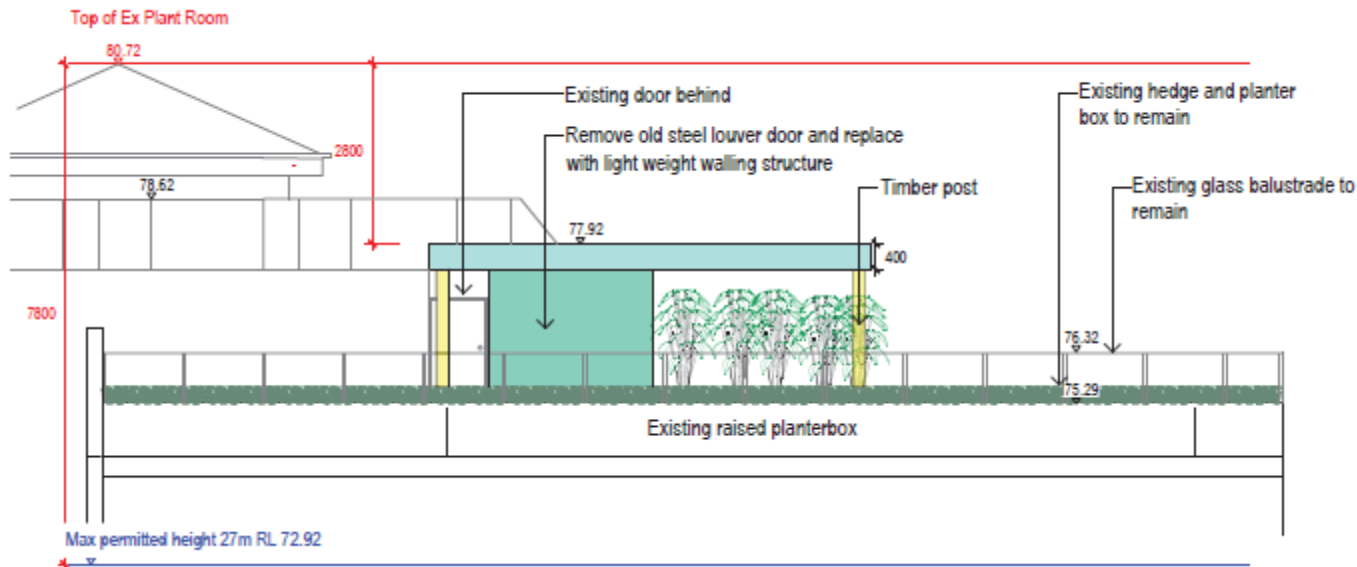 Top of Ex Plant Room
80.72
Existing door behind
Existing hedge and planter
box to remain
Remove old steel louver door and replace
with light weight walling structure
2800
78.62
Timber post
Existing glass balustrade to
remain
77.92
400
7800
76.32
75.29
Existing raised planterbox
Max permitted height 27m RL 72.92